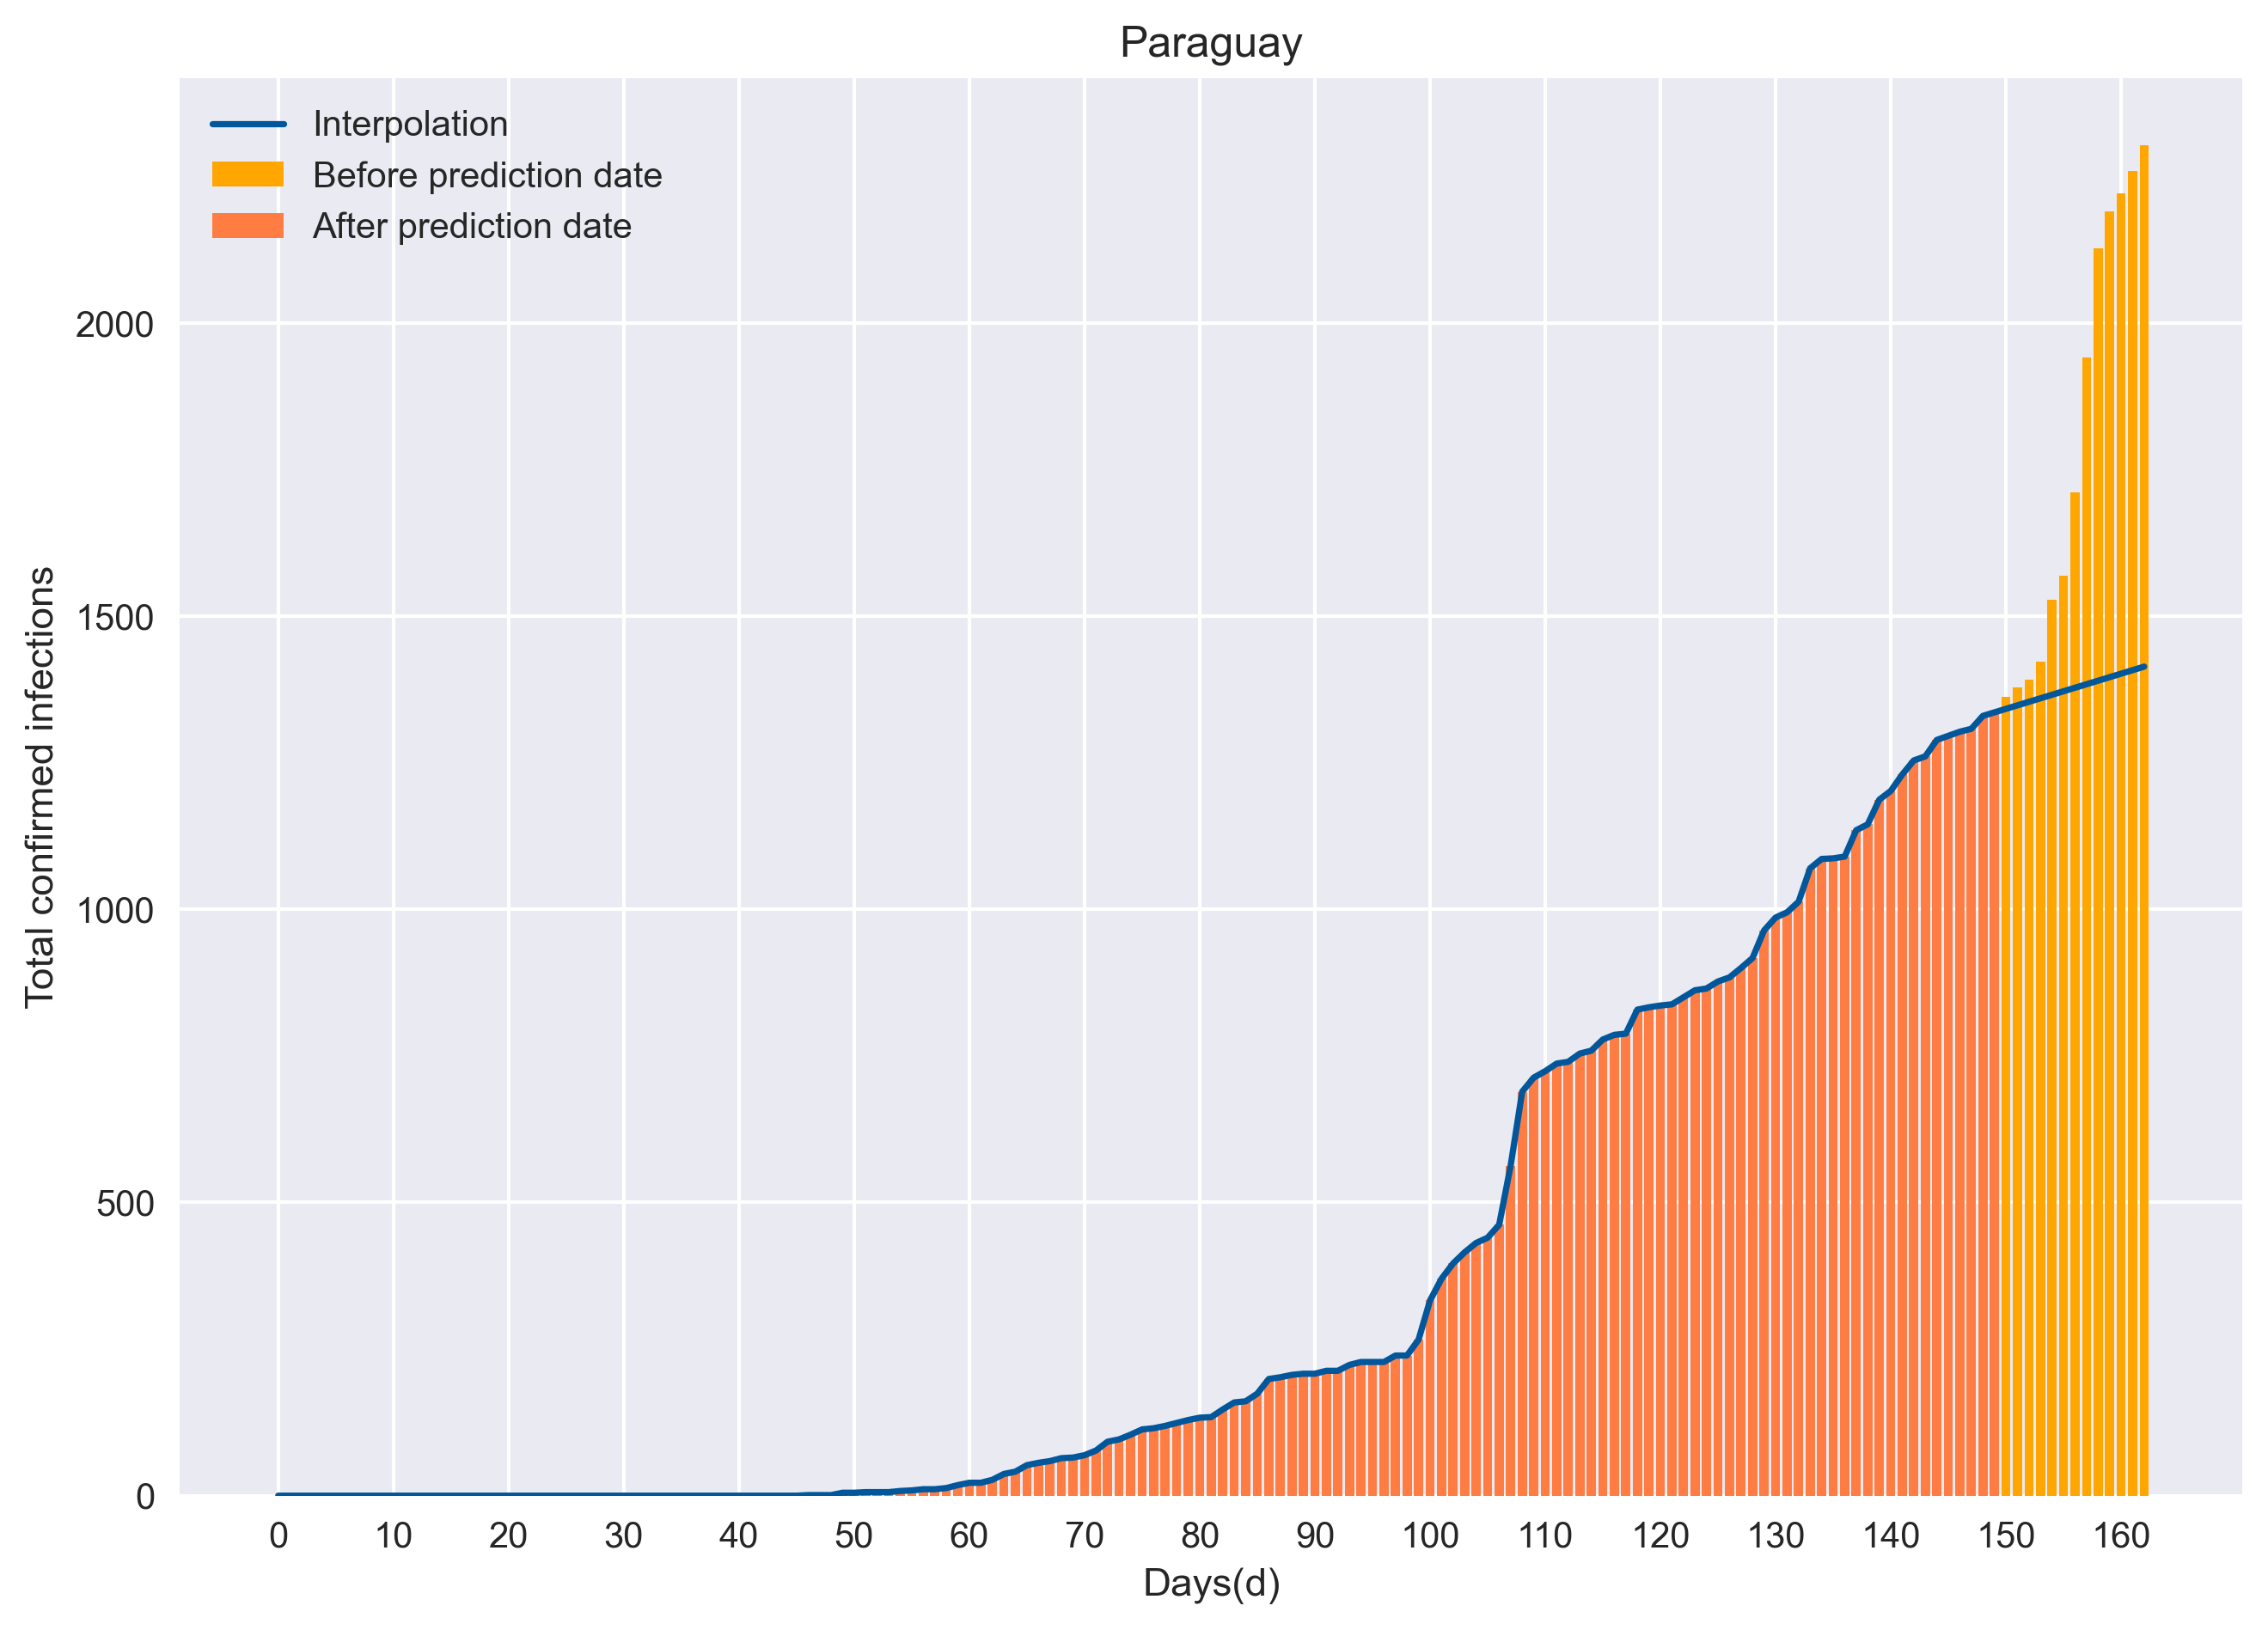 Paraguay
Interpolation
Before prediction date
After prediction date
Total confirmed infections
2000
1500
1000
500
0
0 10 20 30 40 50 60 70 80 90 100 110 120 130 140 150 160
Days(d)